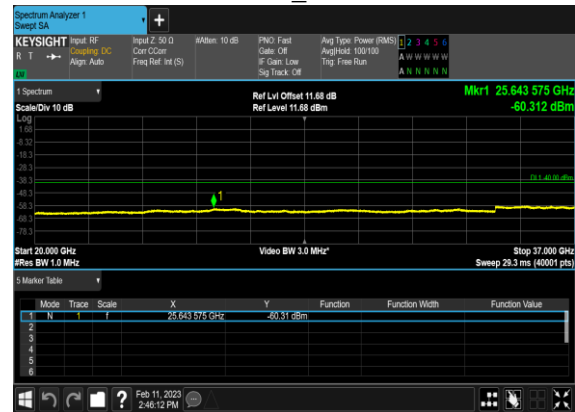 Spectrum Analyzer 1
Swept SA
KEYSIGHT Input: RF Input Z: 50 Ω #Atten: 10 dB PNO: Fast Avg Type: Power (RMS) 1 2 3 4 5 6
R T Coupling: DC Corr CCorr Gate: Off Avg|Hold: 100/100 A W W W W W
Align: Auto Freq Ref: Int (S) IF Gain: Low Trig: Free Run
LW Sig Track: Off A N N N N N
1 Spectrum Ref Lvl Offset 11.68 dB Mkr1 25.643 575 GHz
Scale/Div 10 dB Ref Level 11.68 dBm -60.312 dBm
Log
1.68
-8.32
-18.3
-28.3
-38.3 DL1 -40.00 dBm
-48.3 1
-58.3
-68.3
-78.3
Start 20.000 GHz Video BW 3.0 MHz* Stop 37.000 GHz
#Res BW 1.0 MHz Sweep 29.3 ms (40001 pts)
5 Marker Table
Mode Trace Scale X Y Function Function Width Function Value
1 N 1 f 25.643 575 GHz -60.31 dBm
2
3
4
5
6
? Feb 11, 2023
2:46:12 PM